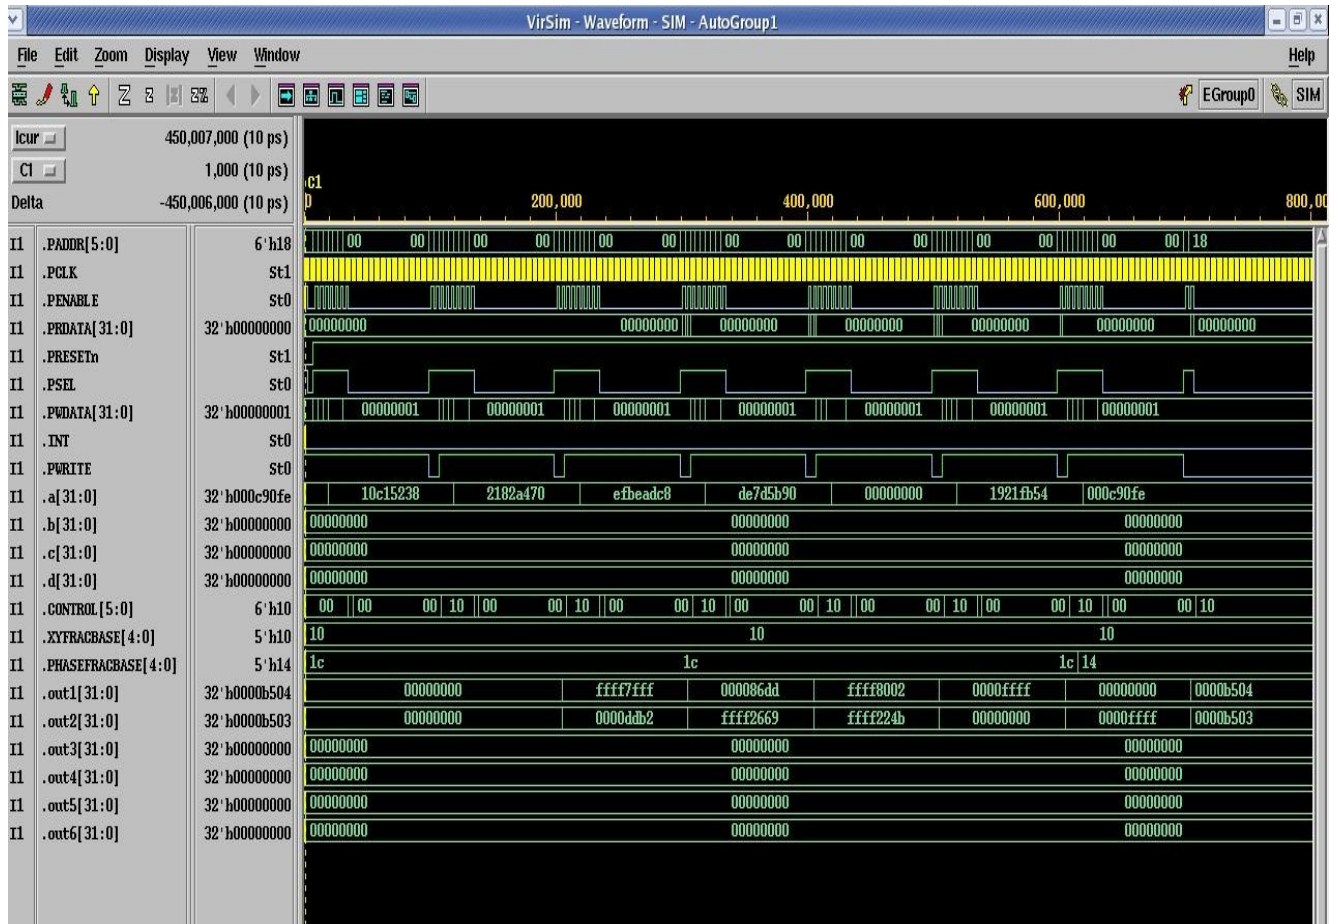 VirSim - Waveform - SIM - AutoGroup1
File Edit Zoom Display View Window Help
EGroup0 SIM
Icur 450,007,000 (10 ps)
C1 1,000 (10 ps)
Delta -450,006,000 (10 ps)
C1
0 200,000 400,000 600,000 800,00
I1 .PADDR[5:0] 6'h18 00 00 00 00 00 00 00 00 00 00 00 00 00 00 18
I1 .PCLK St1
I1 .PENABLE St0
I1 .PRDATA[31:0] 32'h00000000 00000000 00000000 00000000 00000000 00000000 00000000 00000000
I1 .PRESETn St1
I1 .PSEL St0
I1 .PWDATA[31:0] 32'h00000001 00000001 00000001 00000001 00000001 00000001 00000001 00000001
I1 .INT St0
I1 .PWRITE St0
I1 .a[31:0] 32'h000c90fe 10c15238 2182a470 efbeadc8 de7d5b90 00000000 1921fb54 000c90fe
I1 .b[31:0] 32'h00000000 00000000 00000000 00000000
I1 .c[31:0] 32'h00000000 00000000 00000000 00000000
I1 .d[31:0] 32'h00000000 00000000 00000000 00000000
I1 .CONTROL[5:0] 6'h10 00 00 00 10 00 00 10 00 00 10 00 00 10 00 00 10 00 00 10 00 00 10
I1 .XYFRACBASE[4:0] 5'h10 10 10 10
I1 .PHASEFRACBASE[4:0] 5'h14 1c 1c 1c 14
I1 .out1[31:0] 32'h0000b504 00000000 ffff7fff 000086dd ffff8002 0000ffff 00000000 0000b504
I1 .out2[31:0] 32'h0000b503 00000000 0000ddb2 ffff2669 ffff224b 00000000 0000ffff 0000b503
I1 .out3[31:0] 32'h00000000 00000000 00000000 00000000
I1 .out4[31:0] 32'h00000000 00000000 00000000 00000000
I1 .out5[31:0] 32'h00000000 00000000 00000000 00000000
I1 .out6[31:0] 32'h00000000 00000000 00000000 00000000